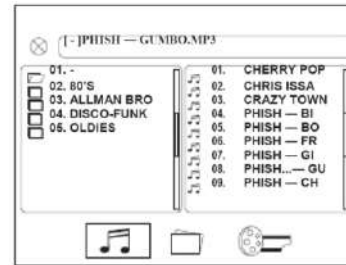 [ - ]PHISH — GUMBO.MP3
01. -
02. 80'S
03. ALLMAN BRO
04. DISCO-FUNK
05. OLDIES
01. CHERRY POP
02. CHRIS ISSA
03. CRAZY TOWN
04. PHISH — BI
05. PHISH — BO
06. PHISH — FR
07. PHISH — GI
08. PHISH...— GU
09. PHISH — CH